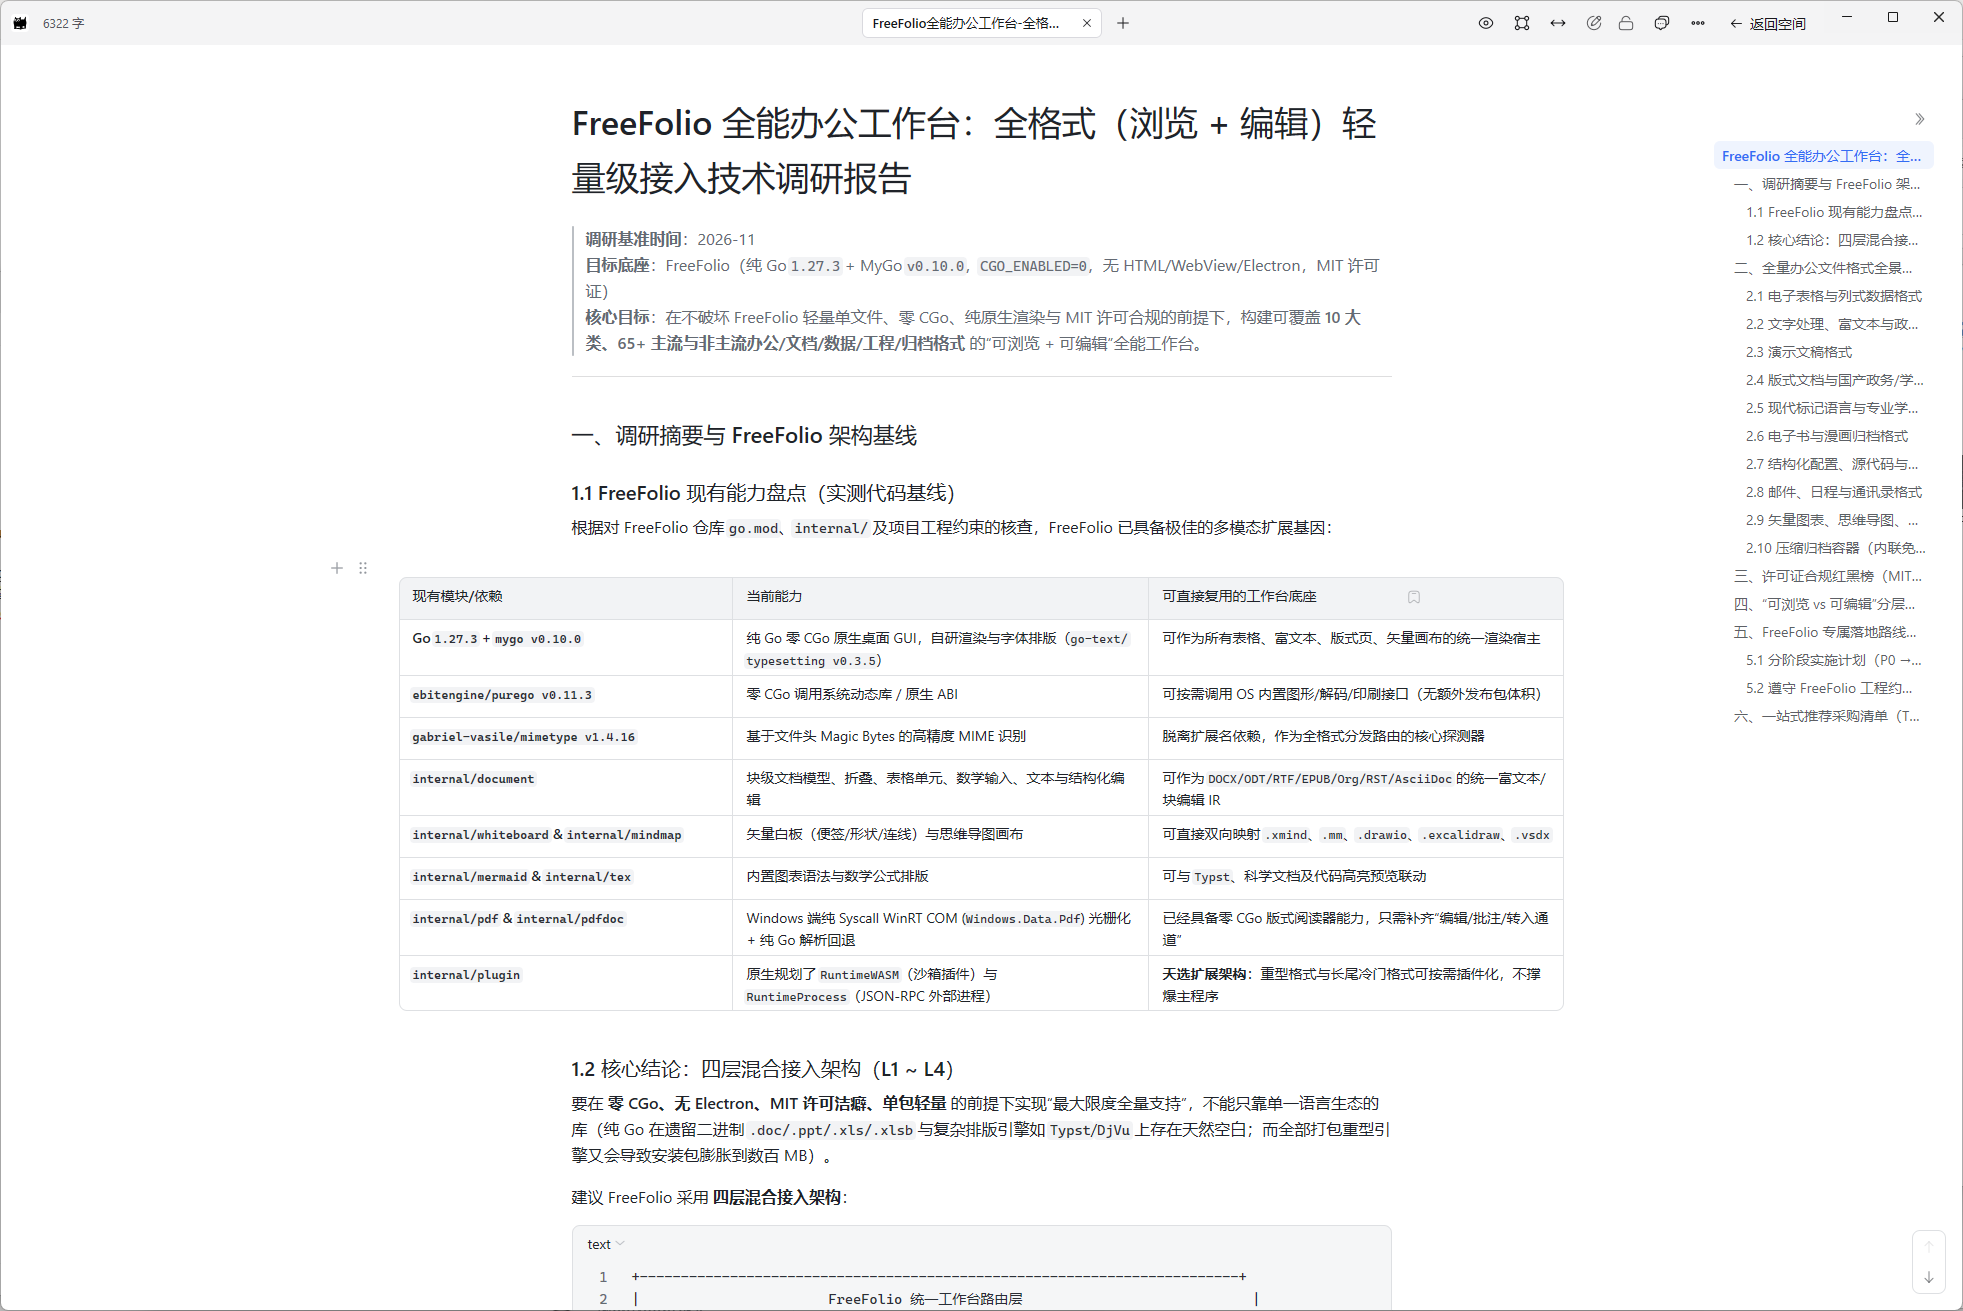 6322 字
FreeFolio全能办公工作台-全格...
返回空间
FreeFolio 全能办公工作台：全格式（浏览 + 编辑）轻
量级接入技术调研报告
调研基准时间：2026-11
目标底座：FreeFolio（纯 Go 1.27.3 + MyGo v0.10.0，CGO_ENABLED=0，无 HTML/WebView/Electron，MIT 许可
证）
核心目标：在不破坏 FreeFolio 轻量单文件、零 CGo、纯原生渲染与 MIT 许可合规的前提下，构建可覆盖 10 大
类、65+ 主流与非主流办公/文档/数据/工程/归档格式 的“可浏览 + 可编辑”全能工作台。
一、调研摘要与 FreeFolio 架构基线
1.1 FreeFolio 现有能力盘点（实测代码基线）
根据对 FreeFolio 仓库 go.mod、internal/ 及项目工程约束的核查，FreeFolio 已具备极佳的多模态扩展基因：
现有模块/依赖
当前能力
可直接复用的工作台底座
Go 1.27.3 + mygo v0.10.0
纯 Go 零 CGo 原生桌面 GUI，自研渲染与字体排版（go-text/
typesetting v0.3.5）
可作为所有表格、富文本、版式页、矢量画布的统一渲染宿主
ebitengine/purego v0.11.3
零 CGo 调用系统动态库 / 原生 ABI
可按需调用 OS 内置图形/解码/印刷接口（无额外发布包体积）
gabriel-vasile/mimetype v1.4.16
基于文件头 Magic Bytes 的高精度 MIME 识别
脱离扩展名依赖，作为全格式分发路由的核心探测器
internal/document
块级文档模型、折叠、表格单元、数学输入、文本与结构化编
辑
可作为 DOCX/ODT/RTF/EPUB/Org/RST/AsciiDoc 的统一富文本/
块编辑 IR
internal/whiteboard & internal/mindmap
矢量白板（便签/形状/连线）与思维导图画布
可直接双向映射 .xmind、.mm、.drawio、.excalidraw、.vsdx
internal/mermaid & internal/tex
内置图表语法与数学公式排版
可与 Typst、科学文档及代码高亮预览联动
internal/pdf & internal/pdfdoc
Windows 端纯 Syscall WinRT COM (Windows.Data.Pdf) 光栅化
+ 纯 Go 解析回退
已经具备零 CGo 版式阅读器能力，只需补齐“编辑/批注/转入通
道”
internal/plugin
原生规划了 RuntimeWASM（沙箱插件）与
RuntimeProcess（JSON-RPC 外部进程）
天选扩展架构：重型格式与长尾冷门格式可按需插件化，不撑
爆主程序
1.2 核心结论：四层混合接入架构（L1 ~ L4）
要在 零 CGo、无 Electron、MIT 许可洁癖、单包轻量 的前提下实现“最大限度全量支持”，不能只靠单一语言生态的
库（纯 Go 在遗留二进制 .doc/.ppt/.xls/.xlsb 与复杂排版引擎如 Typst/DjVu 上存在天然空白；而全部打包重型引
擎又会导致安装包膨胀到数百 MB）。
建议 FreeFolio 采用 四层混合接入架构：
text
1 +--------------------------------------------------------------------------+
2 | FreeFolio 统一工作台路由层 |
FreeFolio 全能办公工作台：全...
一、调研摘要与 FreeFolio 架...
1.1 FreeFolio 现有能力盘点...
1.2 核心结论：四层混合接...
二、全量办公文件格式全景...
2.1 电子表格与列式数据格式
2.2 文字处理、富文本与政...
2.3 演示文稿格式
2.4 版式文档与国产政务/学...
2.5 现代标记语言与专业学...
2.6 电子书与漫画归档格式
2.7 结构化配置、源代码与...
2.8 邮件、日程与通讯录格式
2.9 矢量图表、思维导图、...
2.10 压缩归档容器（内联免...
三、许可证合规红黑榜（MIT...
四、“可浏览 vs 可编辑”分层...
五、FreeFolio 专属落地路线...
5.1 分阶段实施计划（P0 →...
5.2 遵守 FreeFolio 工程约...
六、一站式推荐采购清单（T...